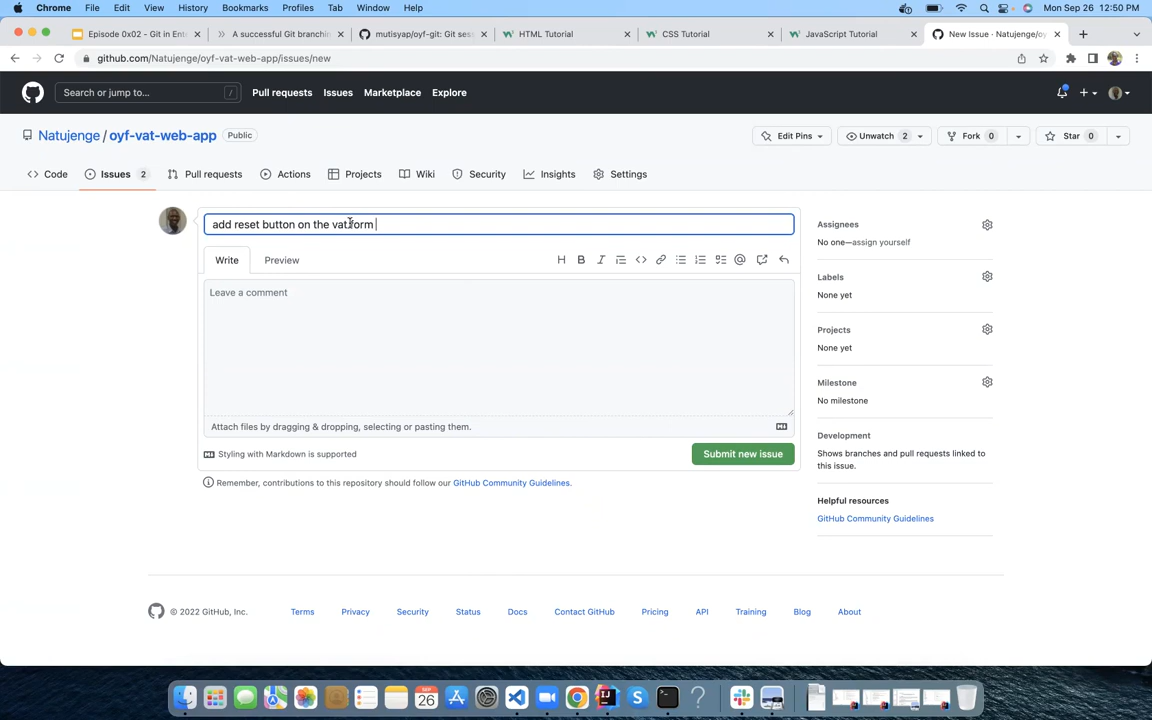 Chrome File Edit View History Bookmarks Profiles Tab Window Help Mon Sep 26 12:50 PM
Episode 0x02 - Git in Ent
A successful Git branchin
mutisyap/oyf-git: Git ses
HTML Tutorial
CSS Tutorial
JavaScript Tutorial
New Issue · Natujenge/oy
github.com/Natujenge/oyf-vat-web-app/issues/new
Search or jump to... /
Pull requests Issues Marketplace Explore
Natujenge / oyf-vat-web-app Public
Edit Pins Unwatch 2 Fork 0 Star 0
Code Issues 2 Pull requests Actions Projects Wiki Security Insights Settings
add reset button on the vat form
Write Preview
Leave a comment
Attach files by dragging & dropping, selecting or pasting them.
Styling with Markdown is supported
Submit new issue
Remember, contributions to this repository should follow our GitHub Community Guidelines.
Assignees
No one—assign yourself
Labels
None yet
Projects
None yet
Milestone
No milestone
Development
Shows branches and pull requests linked to
this issue.
Helpful resources
GitHub Community Guidelines
© 2022 GitHub, Inc. Terms Privacy Security Status Docs Contact GitHub Pricing API Training Blog About
SEP
26